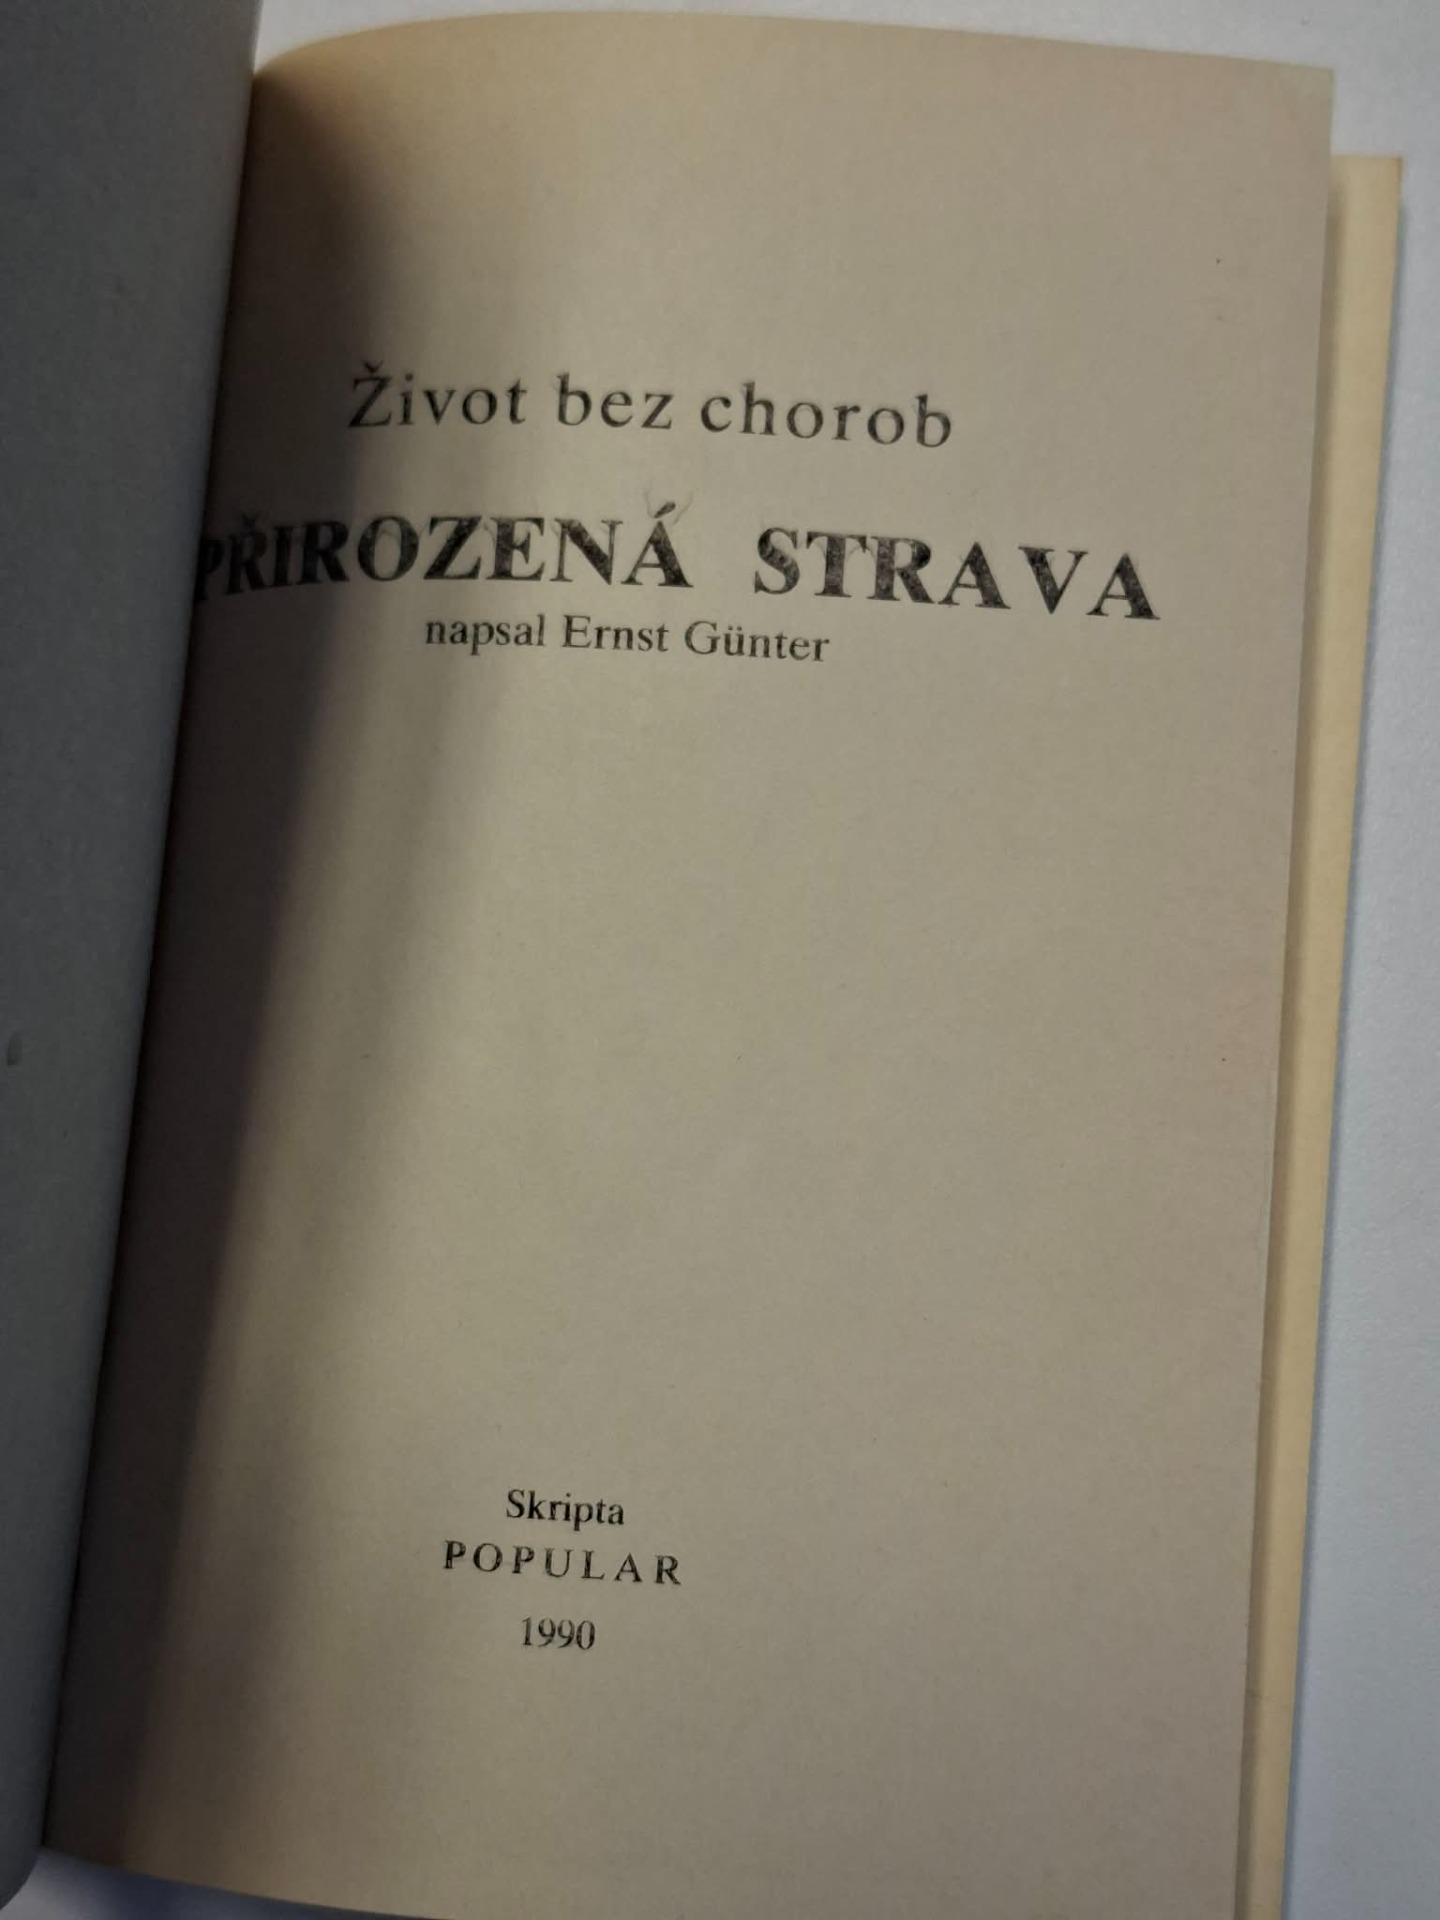 Život bez chorob
PŘIROZENÁ STRAVA
napsal Ernst Günter
Skripta
POPULAR
1990